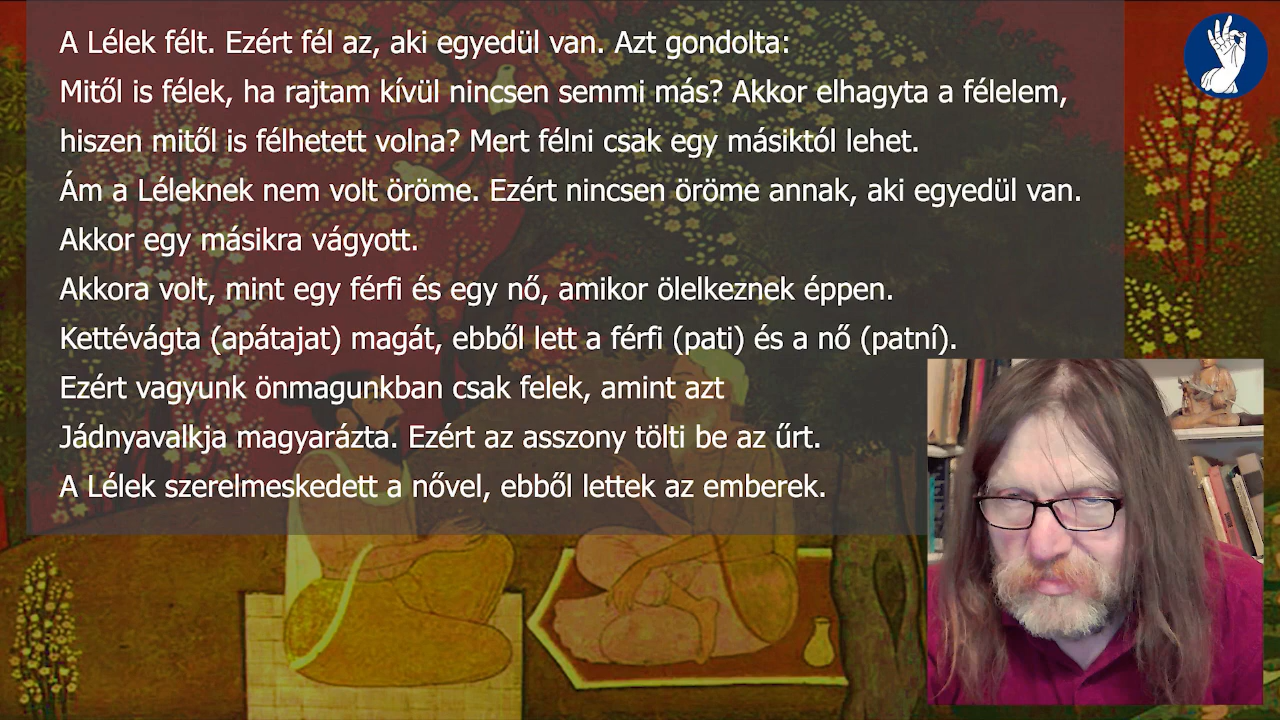 A Lélek félt. Ezért fél az, aki egyedül van. Azt gondolta:
Mitől is félek, ha rajtam kívül nincsen semmi más? Akkor elhagyta a félelem,
hiszen mitől is félhetett volna? Mert félni csak egy másiktól lehet.
Ám a Léleknek nem volt öröme. Ezért nincsen öröme annak, aki egyedül van.
Akkor egy másikra vágyott.
Akkora volt, mint egy férfi és egy nő, amikor ölelkeznek éppen.
Kettévágta (apátajat) magát, ebből lett a férfi (pati) és a nő (patní).
Ezért vagyunk önmagunkban csak felek, amint azt
Jádnyavalkja magyarázta. Ezért az asszony tölti be az űrt.
A Lélek szerelmeskedett a nővel, ebből lettek az emberek.